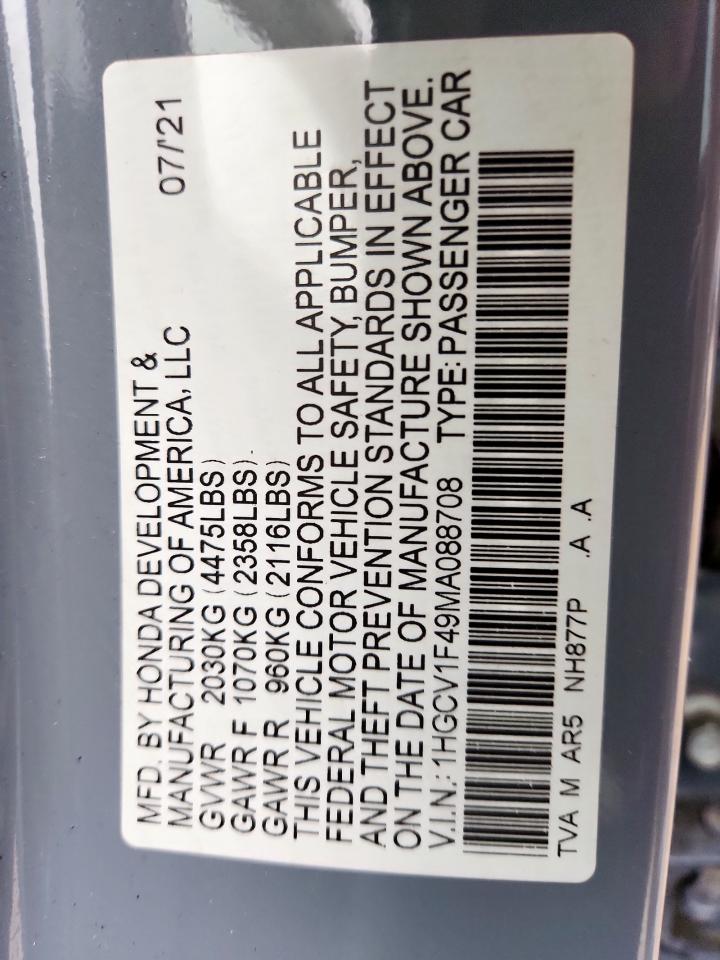 MFD. BY HONDA DEVELOPMENT &
MANUFACTURING OF AMERICA, LLC 07/'21
GVWR 2030KG (4475LBS)
GAWR F 1070KG (2358LBS)
GAWR R 960KG (2116LBS)
THIS VEHICLE CONFORMS TO ALL APPLICABLE
FEDERAL MOTOR VEHICLE SAFETY, BUMPER,
AND THEFT PREVENTION STANDARDS IN EFFECT
ON THE DATE OF MANUFACTURE SHOWN ABOVE.
V.I.N.: 1HGCV1F49MA088708 TYPE: PASSENGER CAR
TVA M AR5 NH877P .A .A